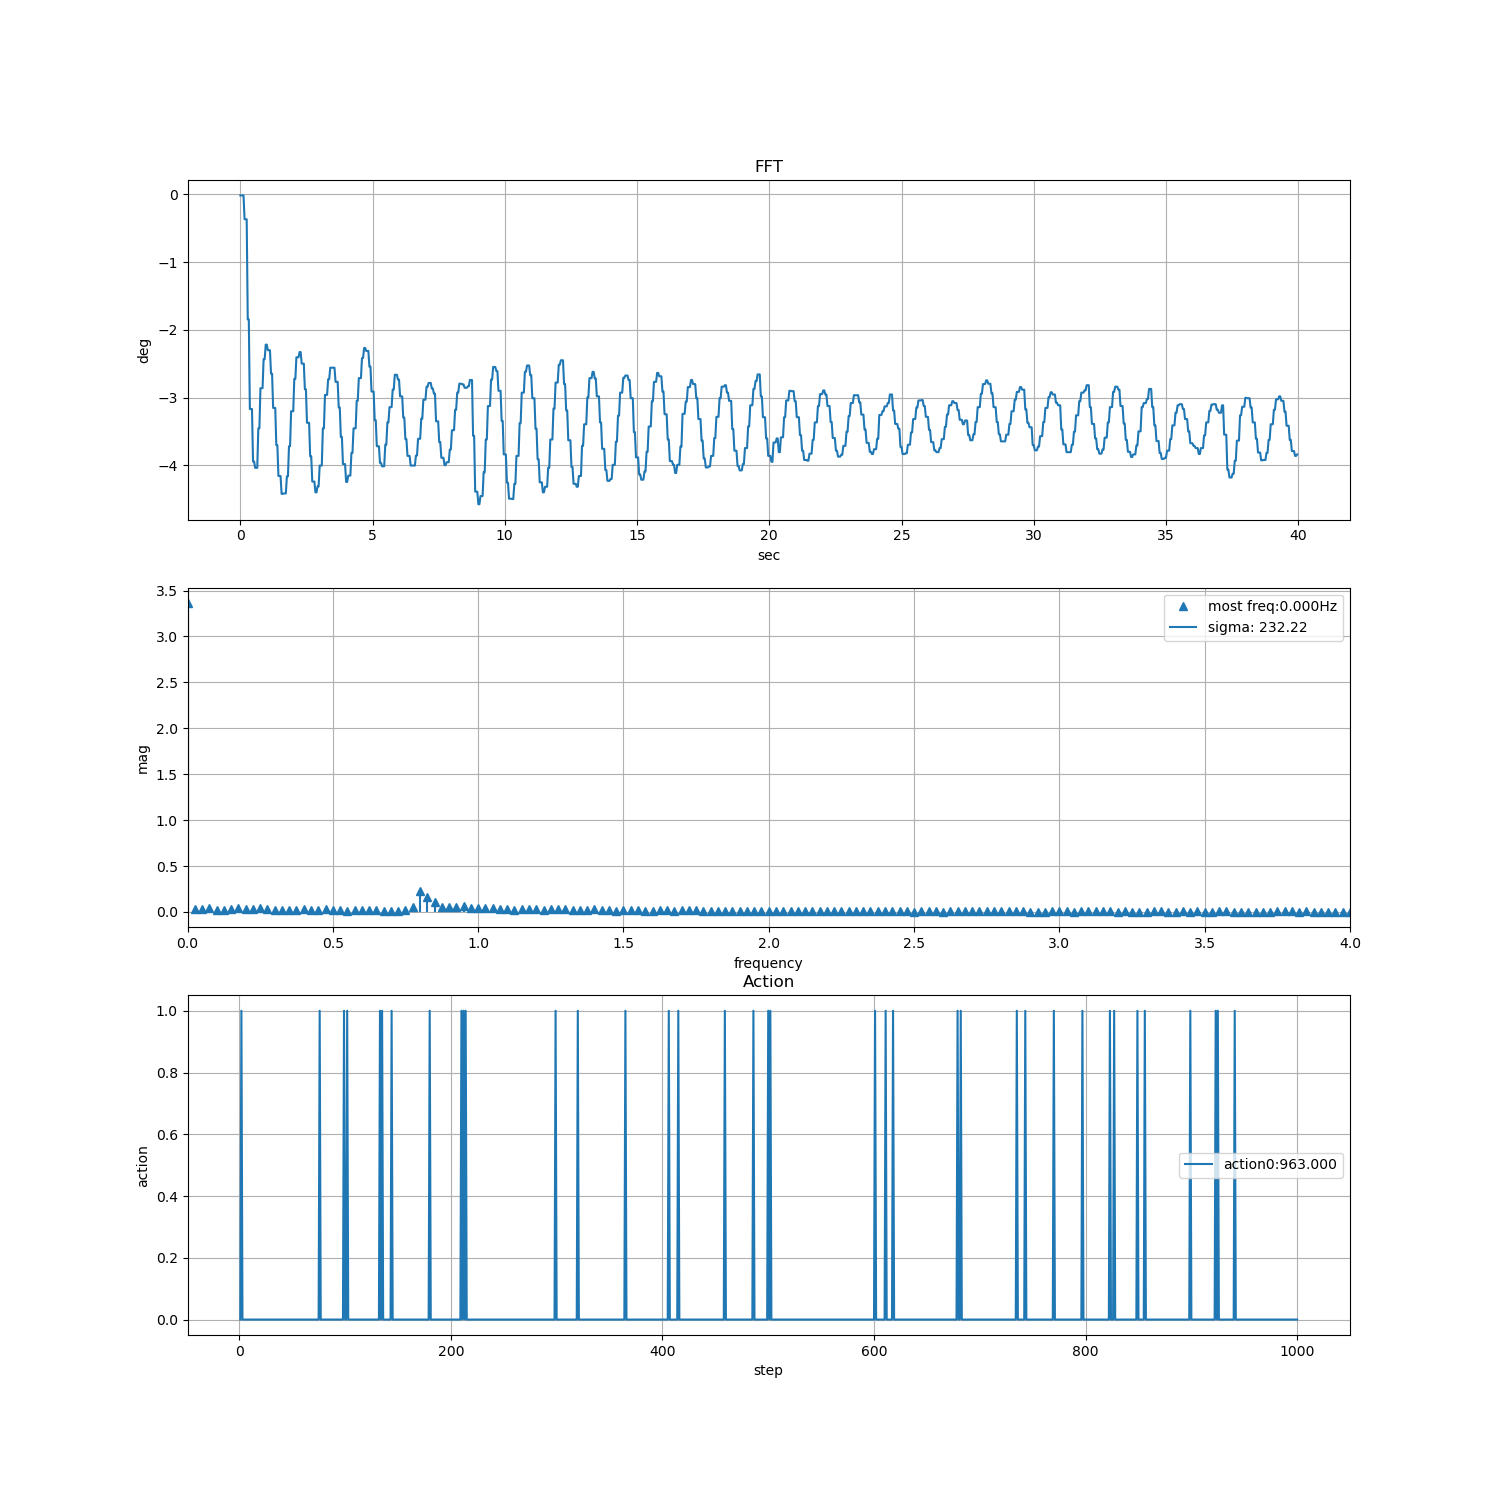 FFT
0
−1
−2
−3
−4
deg
0 5 10 15 20 25 30 35 40
sec
3.5
3.0
2.5
2.0
1.5
1.0
0.5
0.0
mag
most freq:0.000Hz
sigma: 232.22
0.0 0.5 1.0 1.5 2.0 2.5 3.0 3.5 4.0
frequency
Action
1.0
0.8
0.6
0.4
0.2
0.0
action
action0:963.000
0 200 400 600 800 1000
step